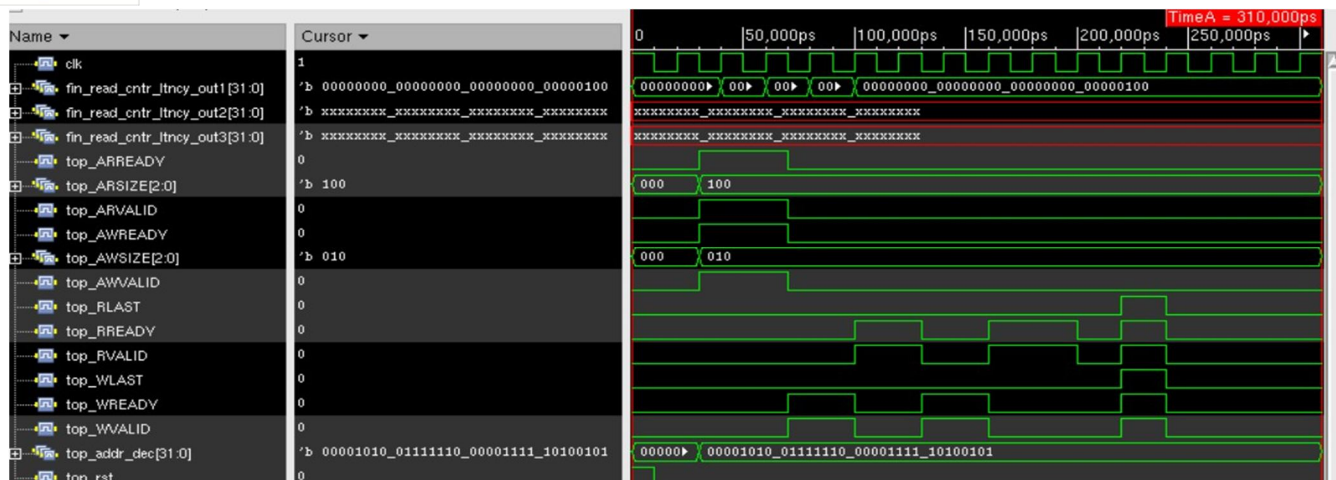 TimeA = 310,000ps
Name Cursor 0 50,000ps 100,000ps 150,000ps 200,000ps 250,000ps
clk 1
fin_read_cntr_ltncy_out1[31:0] 'b 00000000_00000000_00000000_00000100 00000000 00 00 00 00000000_00000000_00000000_00000100
fin_read_cntr_ltncy_out2[31:0] 'b xxxxxxxx_xxxxxxxx_xxxxxxxx_xxxxxxxx xxxxxxxx_xxxxxxxx_xxxxxxxx_xxxxxxxx
fin_read_cntr_ltncy_out3[31:0] 'b xxxxxxxx_xxxxxxxx_xxxxxxxx_xxxxxxxx xxxxxxxx_xxxxxxxx_xxxxxxxx_xxxxxxxx
top_ARREADY 0
top_ARSIZE[2:0] 'b 100 000 100
top_ARVALID 0
top_AWREADY 0
top_AWSIZE[2:0] 'b 010 000 010
top_AWVALID 0
top_RLAST 0
top_RREADY 0
top_RVALID 0
top_WLAST 0
top_WREADY 0
top_WVALID 0
top_addr_dec[31:0] 'b 00001010_01111110_00001111_10100101 00000 00001010_01111110_00001111_10100101
top_rst 0